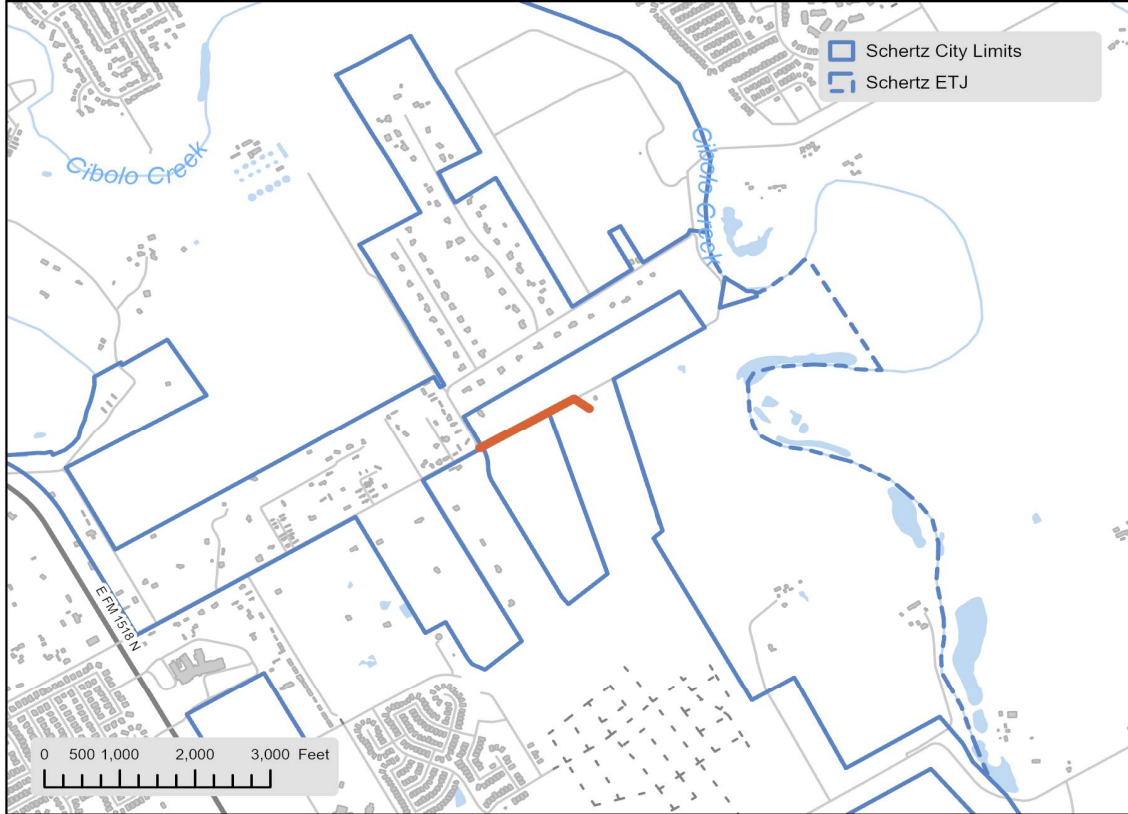 Schertz City Limits
Schertz ETJ
Cibolo Creek
Cibolo Creek
E FM 1518 N
0 500 1,000 2,000 3,000 Feet